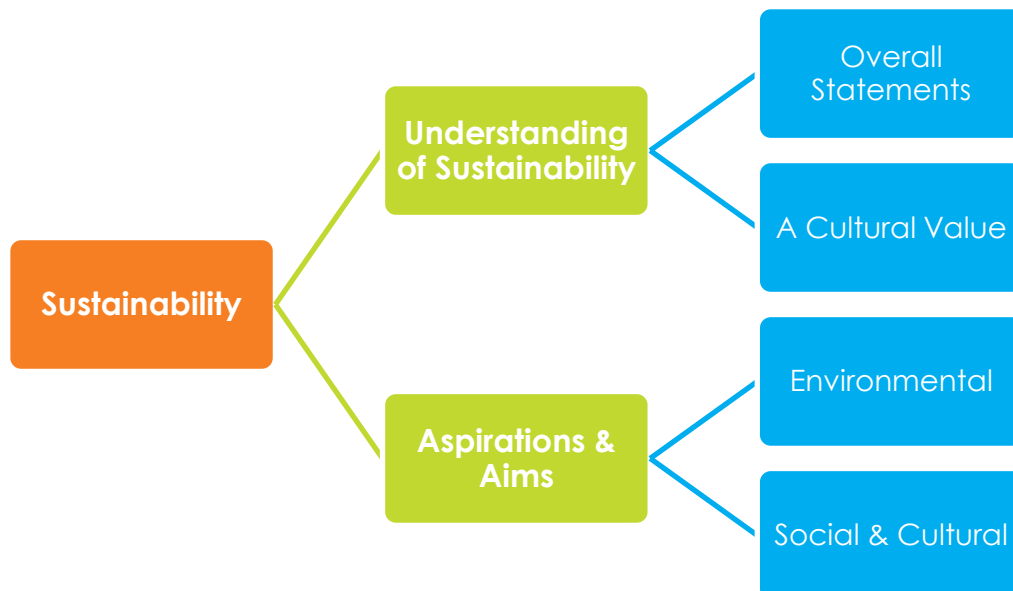 Overall
Statements
Understanding
of Sustainability
A Cultural Value
Sustainability
Environmental
Aspirations &
Aims
Social & Cultural